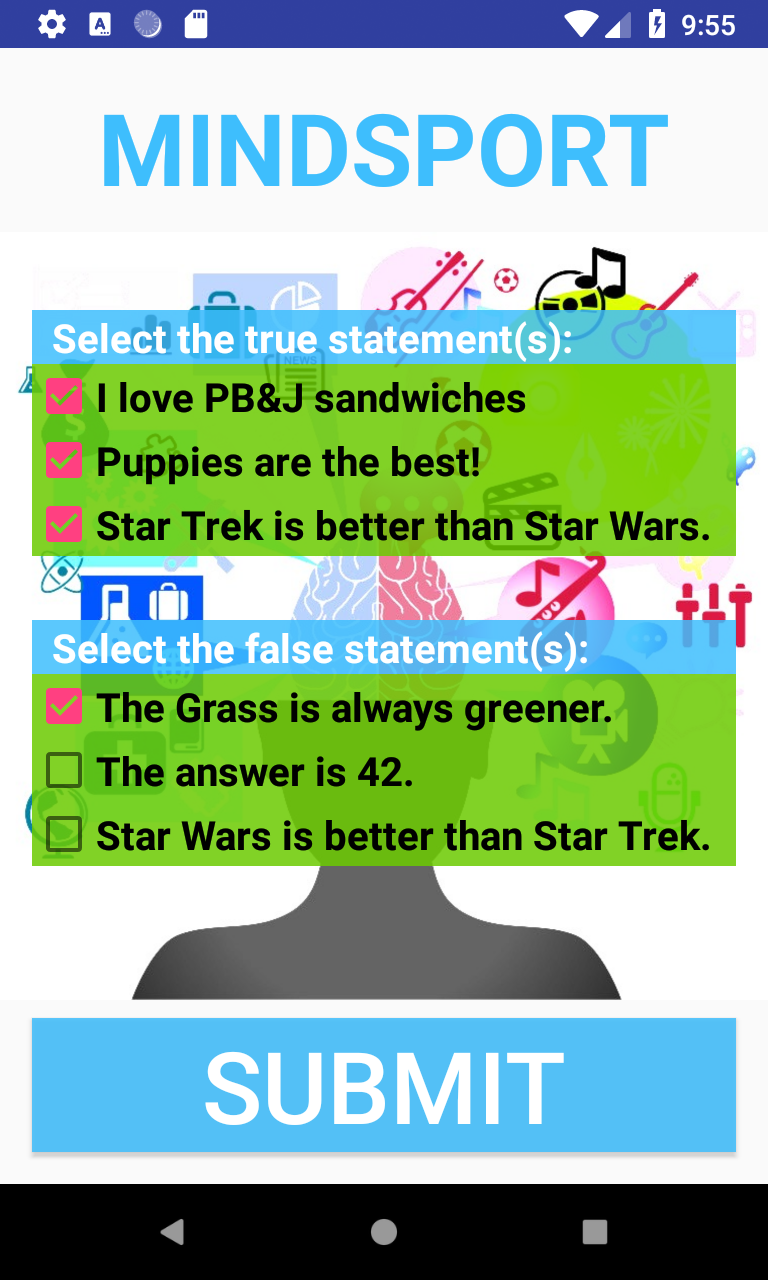 9:55
MINDSPORT
NEWS
Select the true statement(s):
I love PB&J sandwiches
Puppies are the best!
Star Trek is better than Star Wars.
Select the false statement(s):
The Grass is always greener.
The answer is 42.
Star Wars is better than Star Trek.
SUBMIT